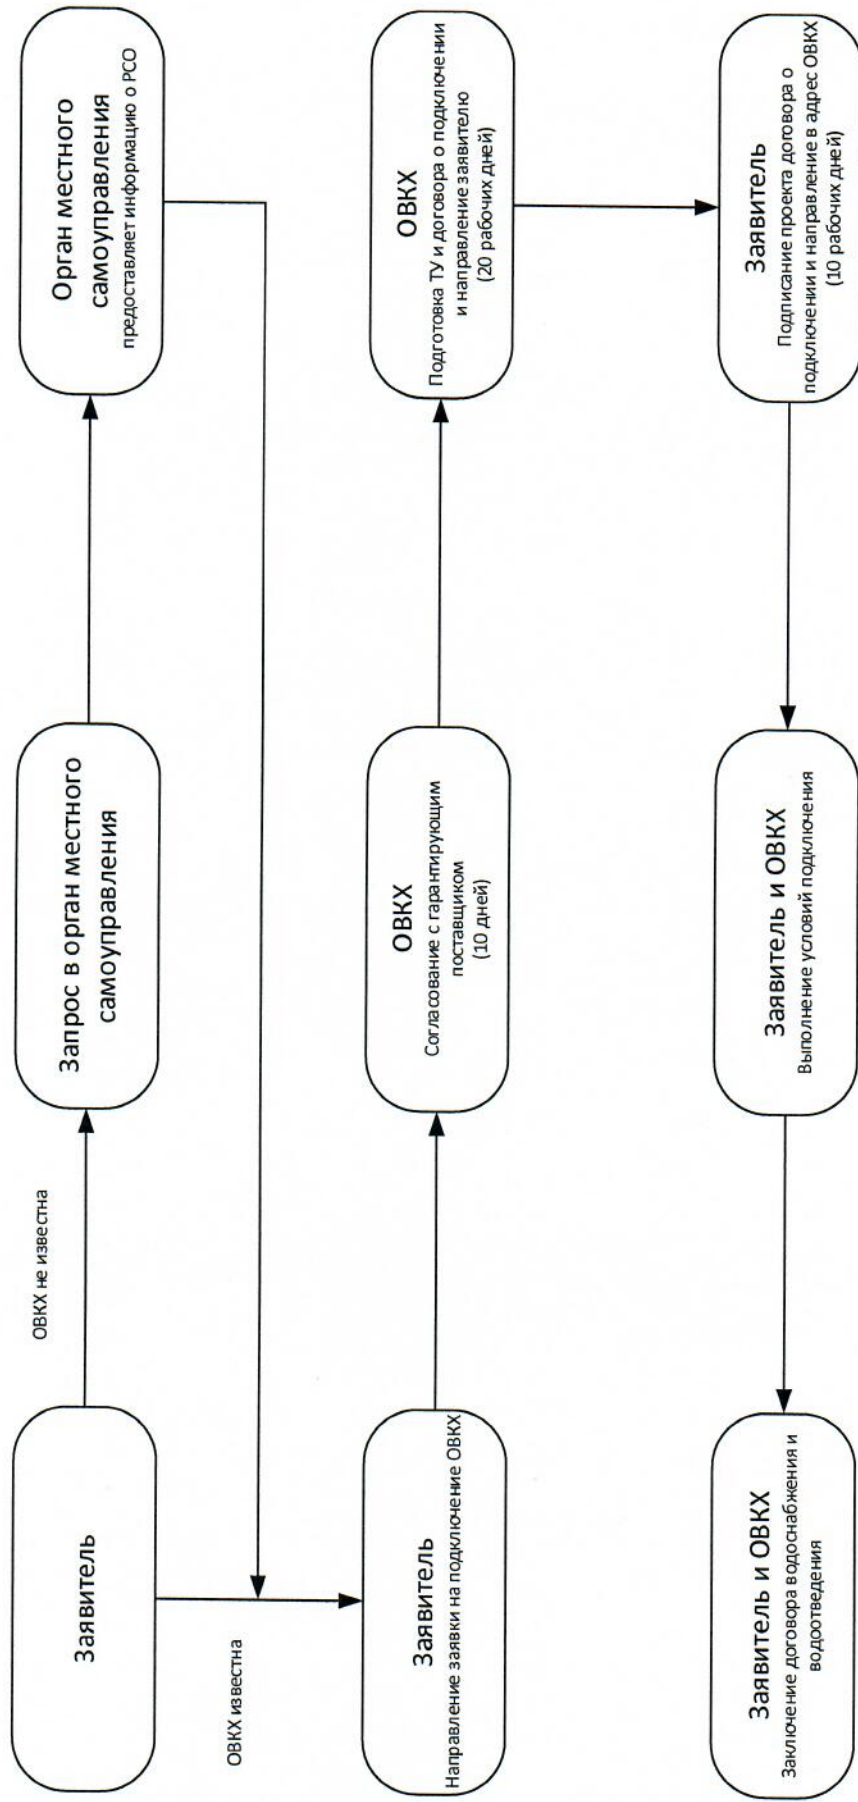 Заявитель
ОВКХ не известна
Запрос в орган местного
самоуправления
Орган местного
самоуправления
предоставляет информацию о РСО
ОВКХ известна
Заявитель
Направление заявки на подключение ОВКХ
ОВКХ
Согласование с гарантирующим
поставщиком
(10 дней)
ОВКХ
Подготовка ТУ и договора о подключении
и направление заявителю
(20 рабочих дней)
Заявитель
Подписание проекта договора о
подключении и направление в адрес ОВКХ
(10 рабочих дней)
Заявитель и ОВКХ
Выполнение условий подключения
Заявитель и ОВКХ
Заключение договора водоснабжения и
водоотведения